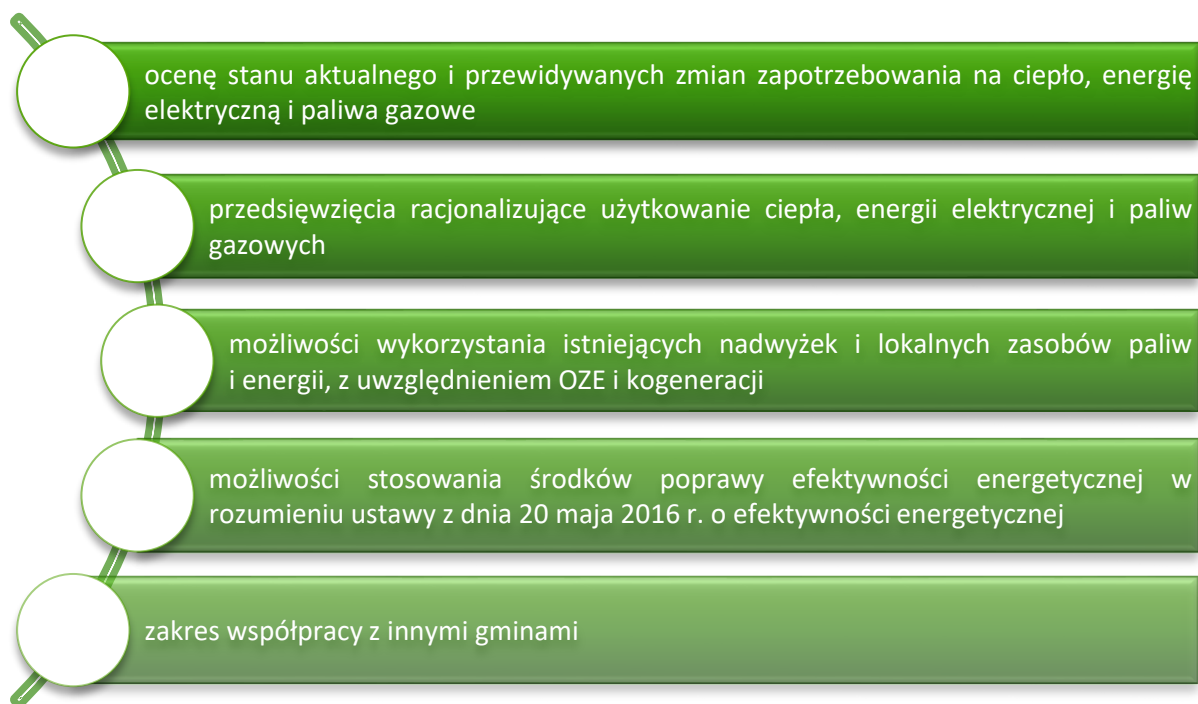 ocenę stanu aktualnego i przewidywanych zmian zapotrzebowania na ciepło, energię
elektryczną i paliwa gazowe
przedsięwzięcia racjonalizujące użytkowanie ciepła, energii elektrycznej i paliw
gazowych
możliwości wykorzystania istniejących nadwyżek i lokalnych zasobów paliw
i energii, z uwzględnieniem OZE i kogeneracji
możliwości stosowania środków poprawy efektywności energetycznej w
rozumieniu ustawy z dnia 20 maja 2016 r. o efektywności energetycznej
zakres współpracy z innymi gminami